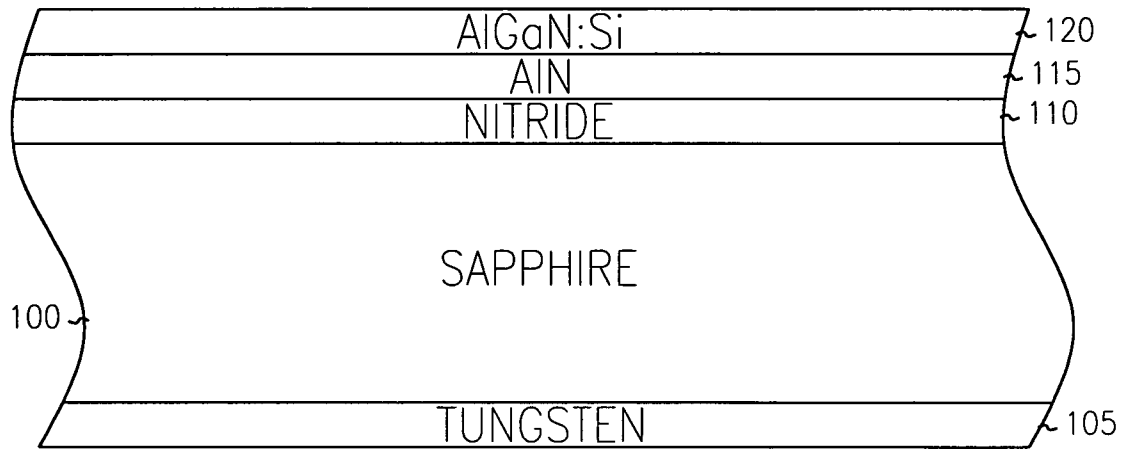 AlGaN:Si 120
AlN 115
NITRIDE 110
SAPPHIRE
100
TUNGSTEN 105